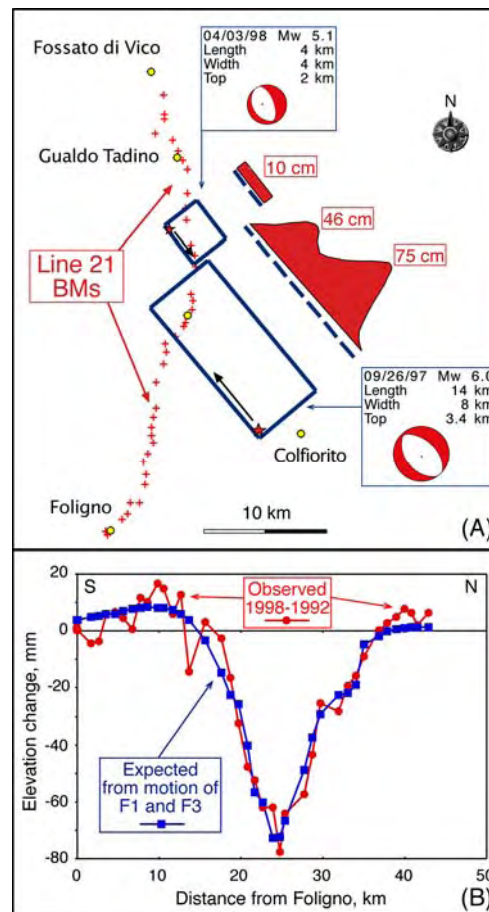 Fossato di Vico
04/03/98 Mw 5.1
Length 4 km
Width 4 km
Top 2 km
N
Gualdo Tadino
10 cm
46 cm
75 cm
Line 21
BMs
09/26/97 Mw 6.0
Length 14 km
Width 8 km
Top 3.4 km
Colfiorito
Foligno
10 km
(A)
20
0
-20
-40
-60
-80
Elevation change, mm
S
N
Observed
1998-1992
Expected
from motion of
F1 and F3
0
10
20
30
40
50
Distance from Foligno, km
(B)